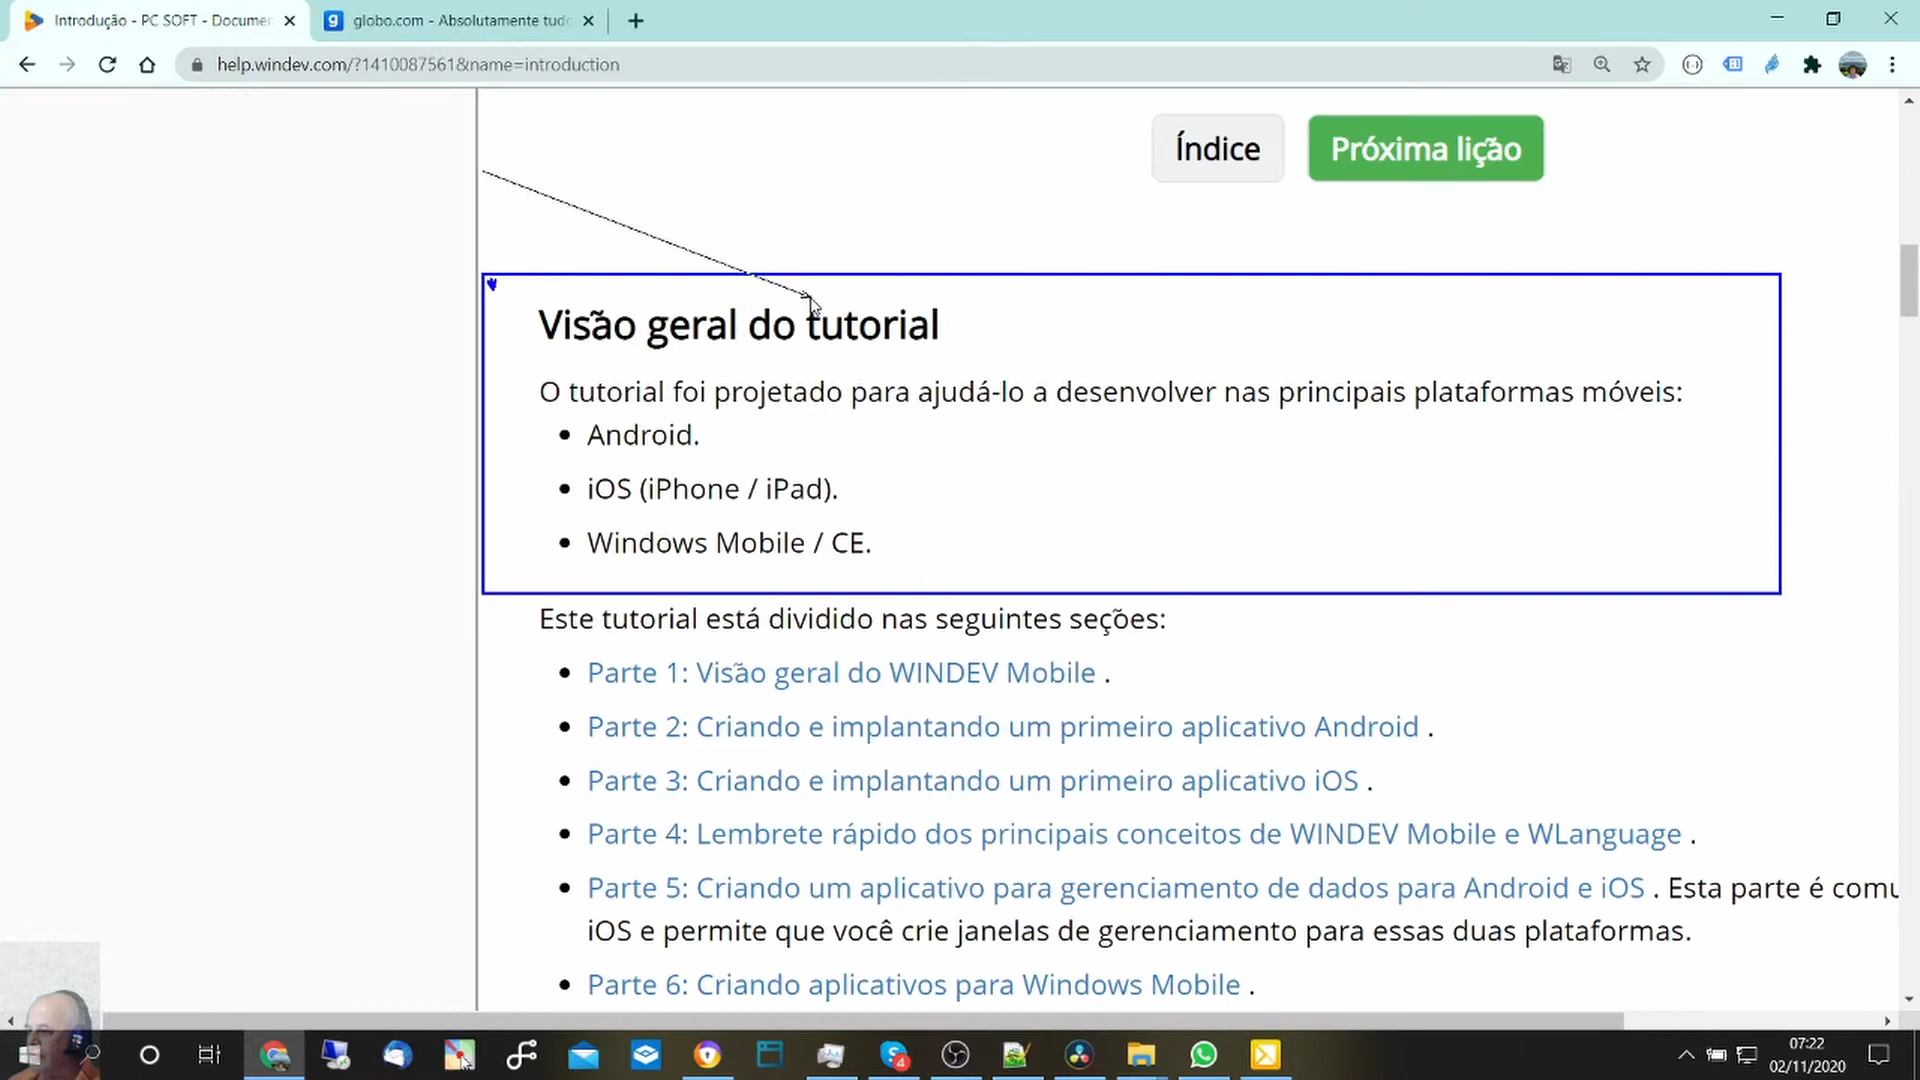 Introdução - PC SOFT - Documen
globo.com - Absolutamente tudo
help.windev.com/?1410087561&name=introduction
Índice
Próxima lição
Visão geral do tutorial
O tutorial foi projetado para ajudá-lo a desenvolver nas principais plataformas móveis:
Android.
iOS (iPhone / iPad).
Windows Mobile / CE.
Este tutorial está dividido nas seguintes seções:
Parte 1: Visão geral do WINDEV Mobile .
Parte 2: Criando e implantando um primeiro aplicativo Android .
Parte 3: Criando e implantando um primeiro aplicativo iOS .
Parte 4: Lembrete rápido dos principais conceitos de WINDEV Mobile e WLanguage .
Parte 5: Criando um aplicativo para gerenciamento de dados para Android e iOS . Esta parte é comu
iOS e permite que você crie janelas de gerenciamento para essas duas plataformas.
Parte 6: Criando aplicativos para Windows Mobile .
4
07:22
02/11/2020